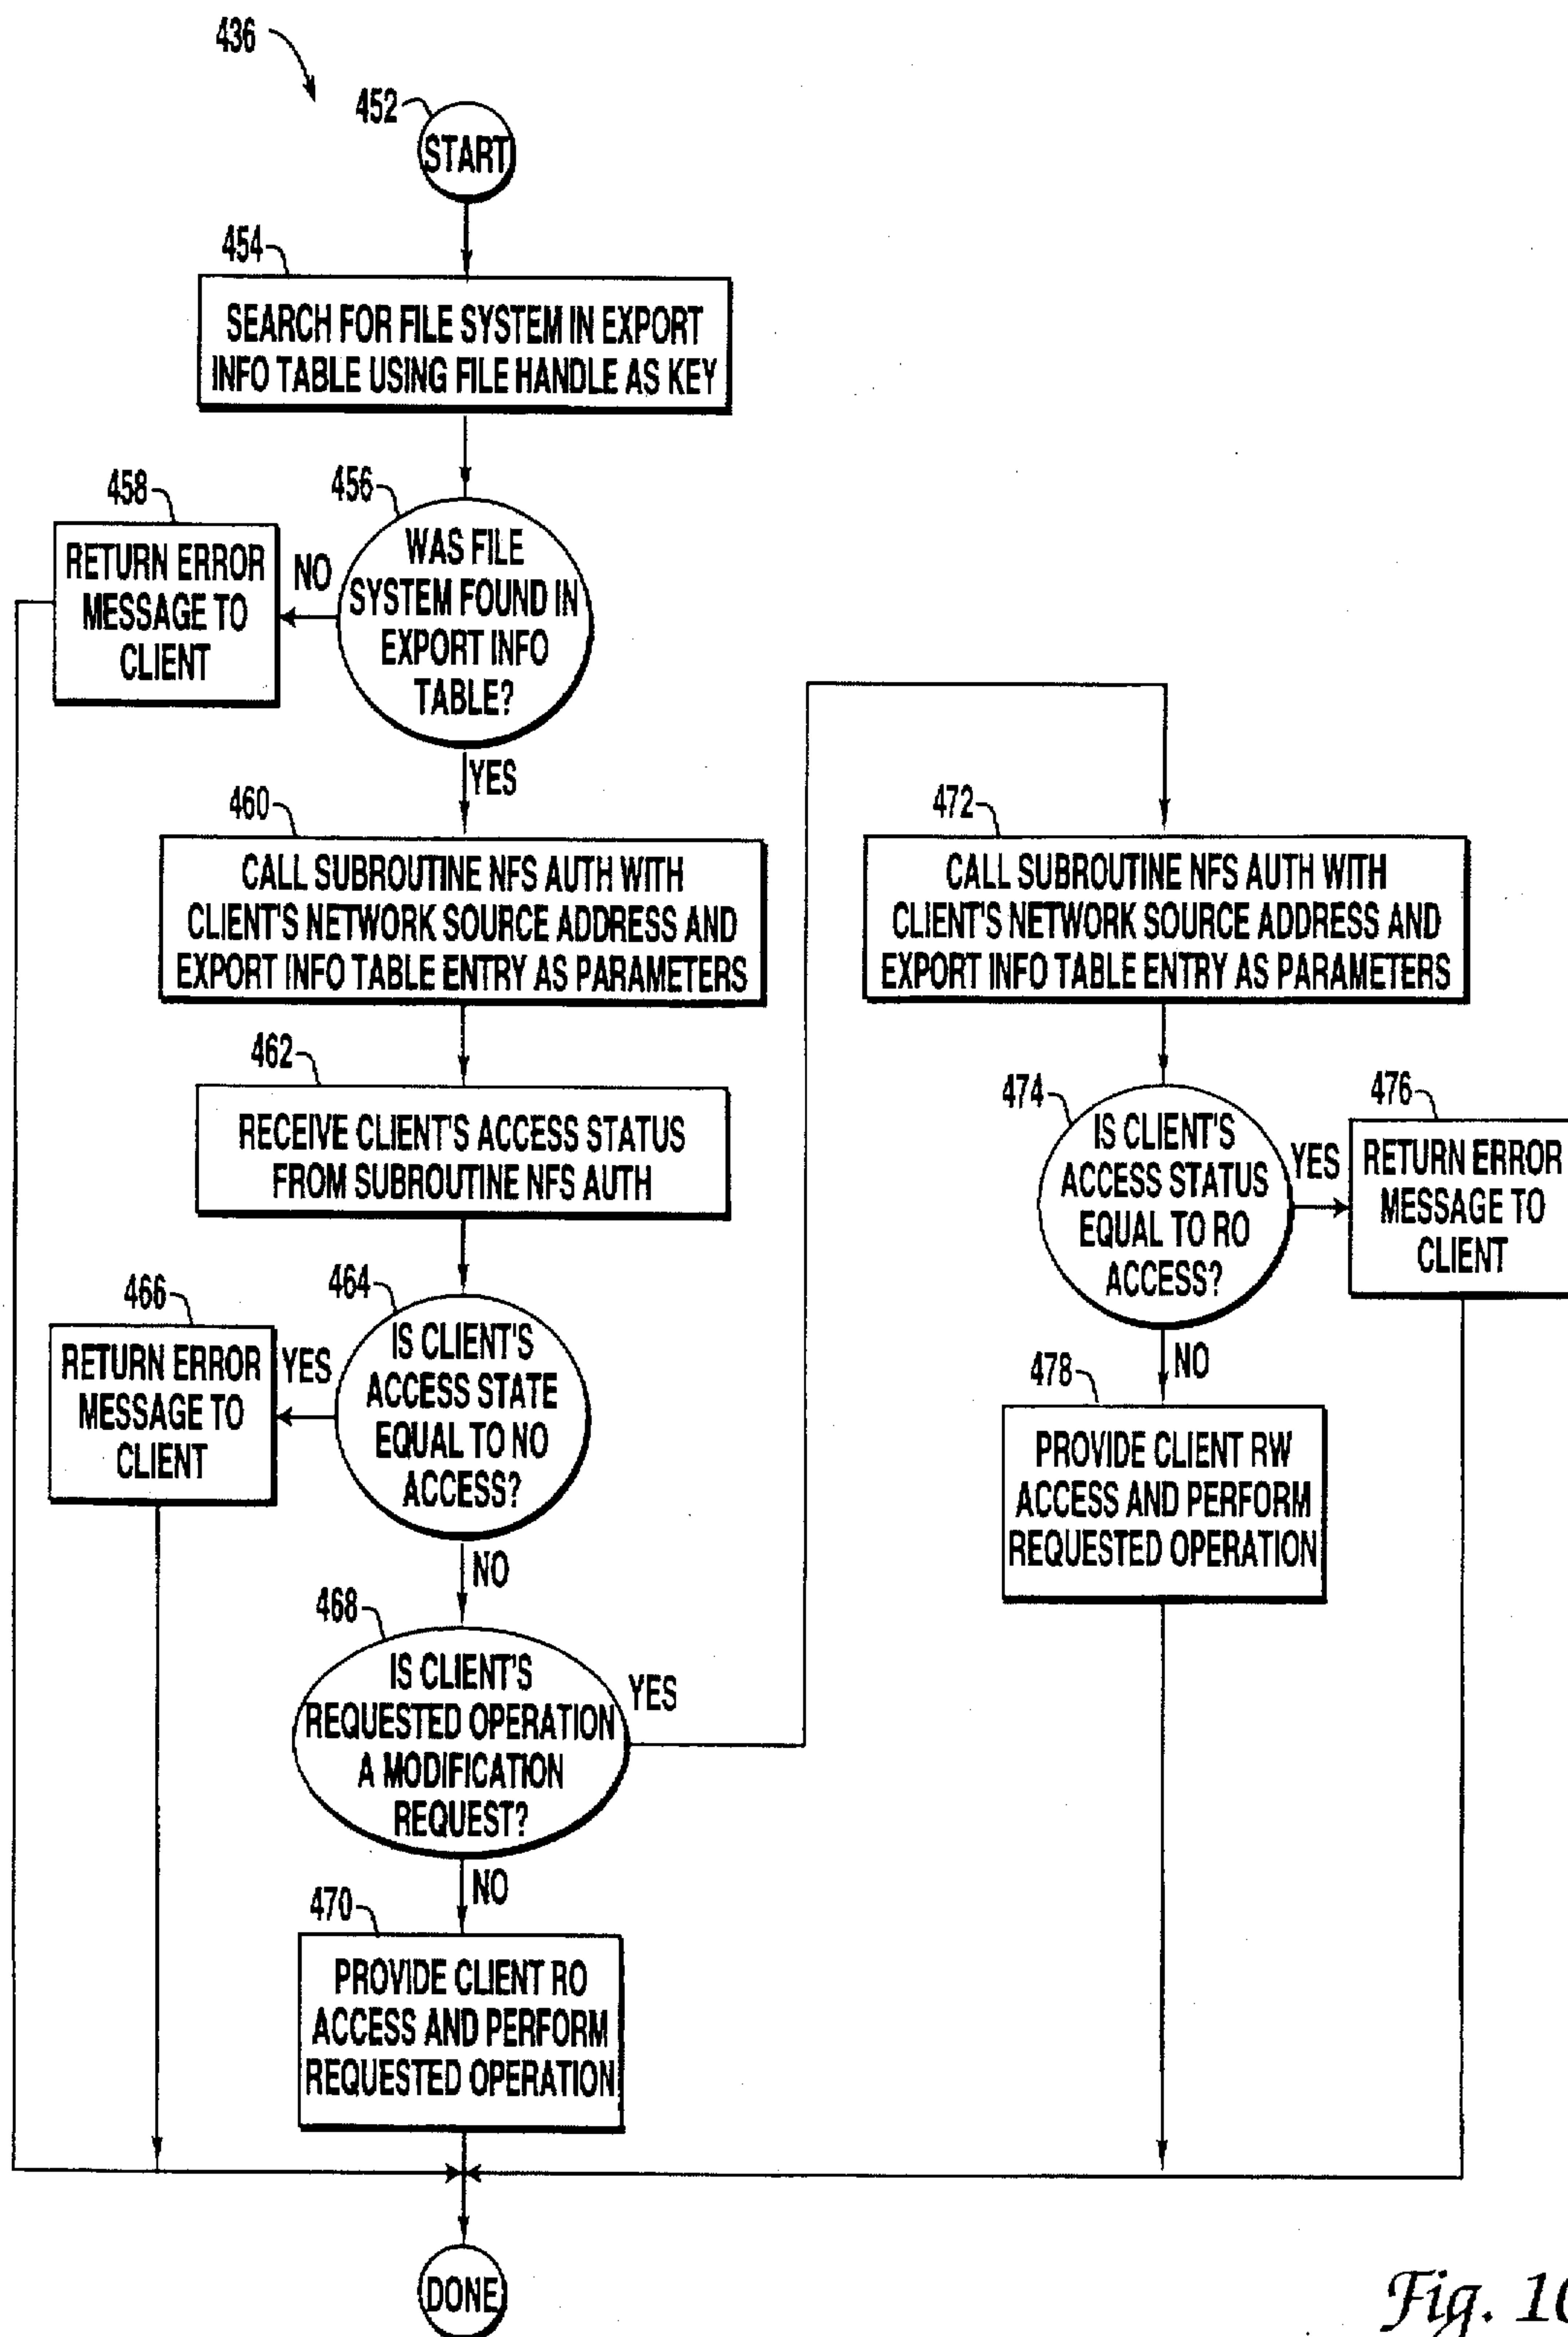 436
452
START
454
SEARCH FOR FILE SYSTEM IN EXPORT
INFO TABLE USING FILE HANDLE AS KEY
458
456
RETURN ERROR
MESSAGE TO
CLIENT
NO
WAS FILE
SYSTEM FOUND IN
EXPORT INFO
TABLE?
YES
460
CALL SUBROUTINE NFS AUTH WITH
CLIENT'S NETWORK SOURCE ADDRESS AND
EXPORT INFO TABLE ENTRY AS PARAMETERS
462
RECEIVE CLIENT'S ACCESS STATUS
FROM SUBROUTINE NFS AUTH
466
464
RETURN ERROR
MESSAGE TO
CLIENT
YES
IS CLIENT'S
ACCESS STATE
EQUAL TO NO
ACCESS?
NO
468
IS CLIENT'S
REQUESTED OPERATION
A MODIFICATION
REQUEST?
YES
NO
470
PROVIDE CLIENT RO
ACCESS AND PERFORM
REQUESTED OPERATION
472
CALL SUBROUTINE NFS AUTH WITH
CLIENT'S NETWORK SOURCE ADDRESS AND
EXPORT INFO TABLE ENTRY AS PARAMETERS
474
IS CLIENT'S
ACCESS STATUS
EQUAL TO RO
ACCESS?
YES
476
RETURN ERROR
MESSAGE TO
CLIENT
NO
478
PROVIDE CLIENT RW
ACCESS AND PERFORM
REQUESTED OPERATION
DONE
Fig. 10